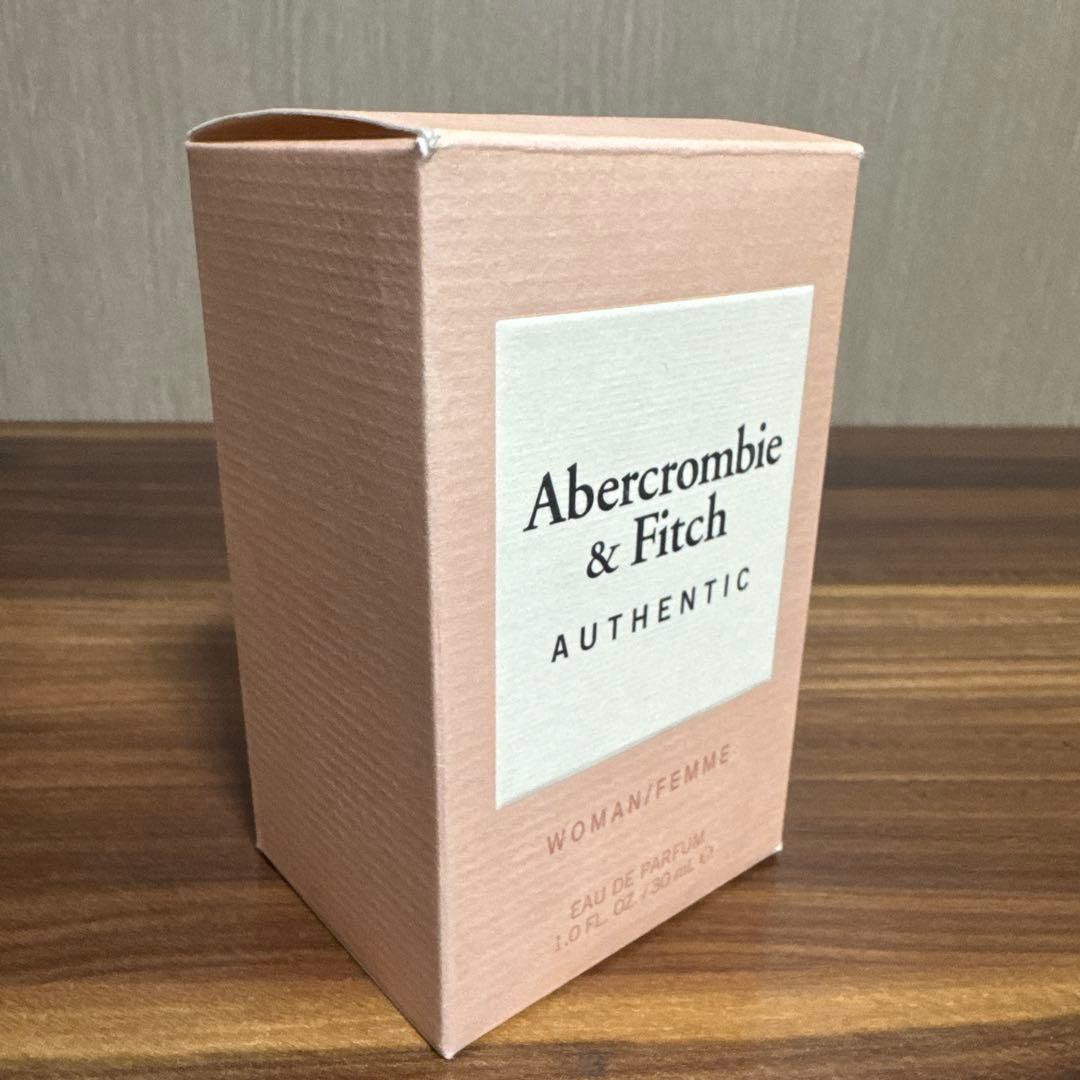 Abercrombie
& Fitch
AUTHENTIC
WOMAN/FEMME
EAU DE PARFUM
1.0 FL. OZ. / 30 mL ℮